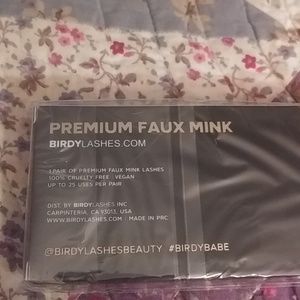 PREMIUM FAUX MINK
BIRDYLASHES.COM
1 PAIR OF PREMIUM FAUX MINK LASHES
100% CRUELTY FREE | VEGAN
UP TO 25 USES PER PAIR
DIST. BY BIRDYLASHES INC
CARPINTERIA, CA 93013, USA
WWW.BIRDYLASHES.COM | MADE IN PRC
@BIRDYLASHESBEAUTY #BIRDYBABE